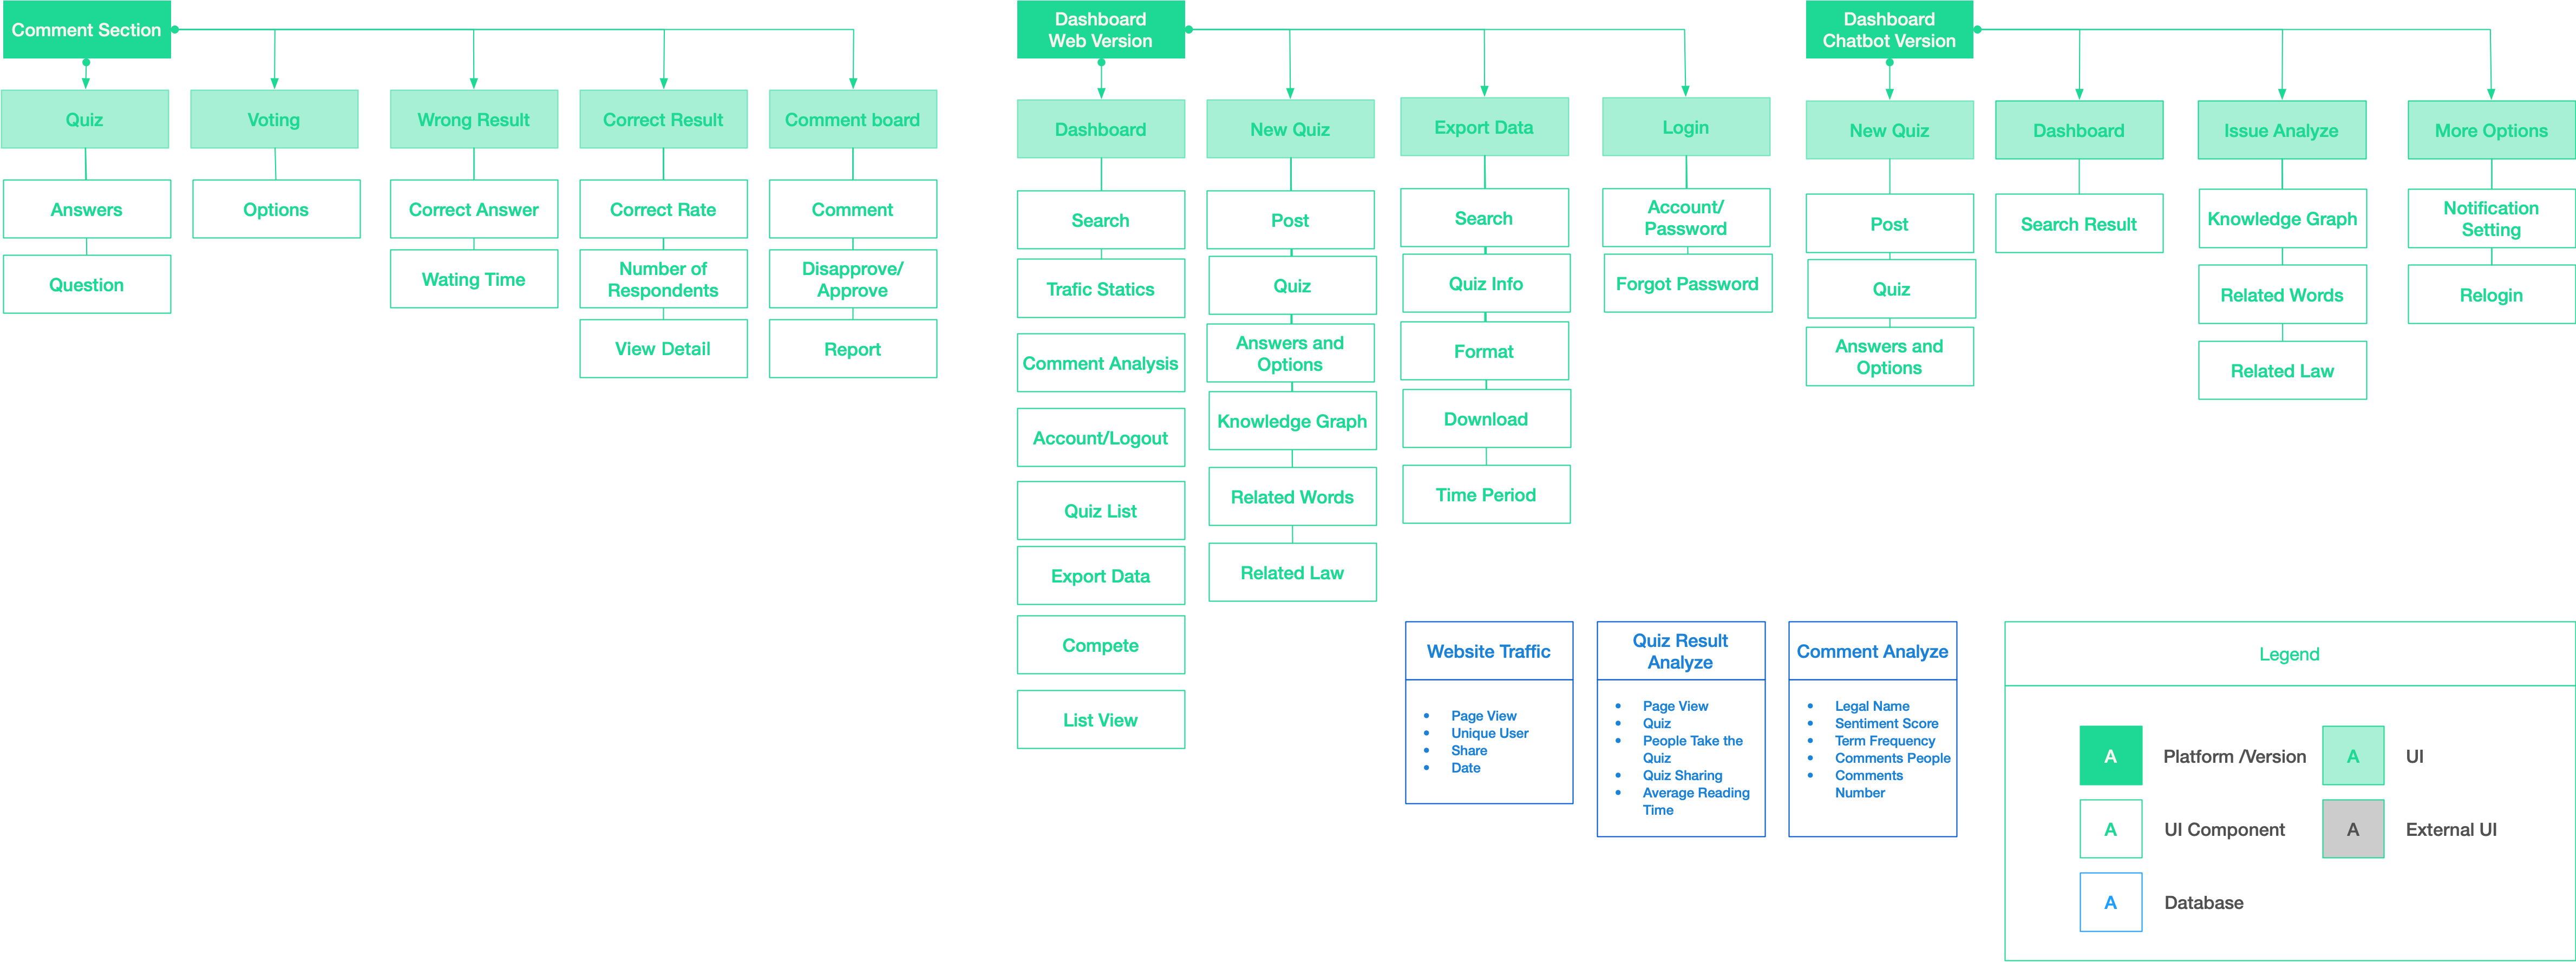 Comment Section
Quiz
Answers
Question
Voting
Options
Wrong Result
Correct Answer
Wating Time
Correct Result
Correct Rate
Number of
Respondents
View Detail
Comment board
Comment
Disapprove/
Approve
Report
Dashboard
Web Version
Dashboard
Search
Trafic Statics
Comment Analysis
Account/Logout
Quiz List
Export Data
Compete
List View
New Quiz
Post
Quiz
Answers and
Options
Knowledge Graph
Related Words
Related Law
Export Data
Search
Quiz Info
Format
Download
Time Period
Login
Account/
Password
Forgot Password
Dashboard
Chatbot Version
New Quiz
Post
Quiz
Answers and
Options
Dashboard
Search Result
Issue Analyze
Knowledge Graph
Related Words
Related Law
More Options
Notification
Setting
Relogin
Website Traffic
• Page View
• Unique User
• Share
• Date
Quiz Result
Analyze
• Page View
• Quiz
• People Take the
Quiz
• Quiz Sharing
• Average Reading
Time
Comment Analyze
• Legal Name
• Sentiment Score
• Term Frequency
• Comments People
• Comments
Number
Legend
A Platform /Version
A UI
A UI Component
A External UI
A Database